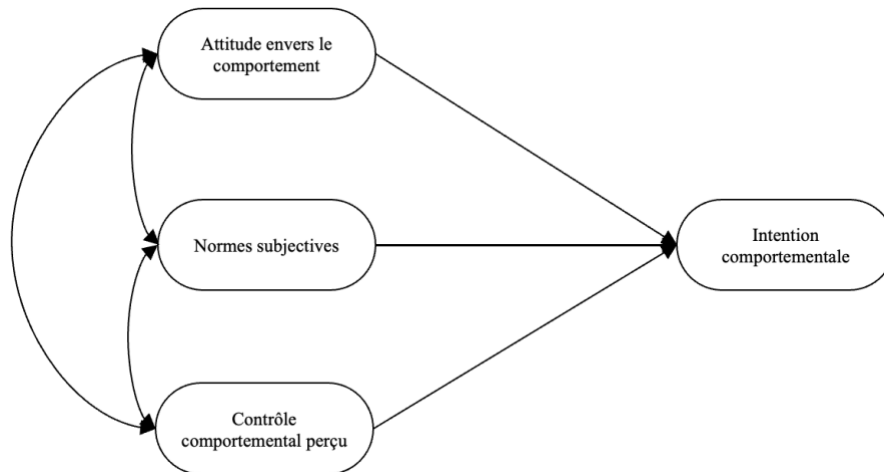 Attitude envers le
comportement
Normes subjectives
Intention
comportementale
Contrôle
comportemental perçu